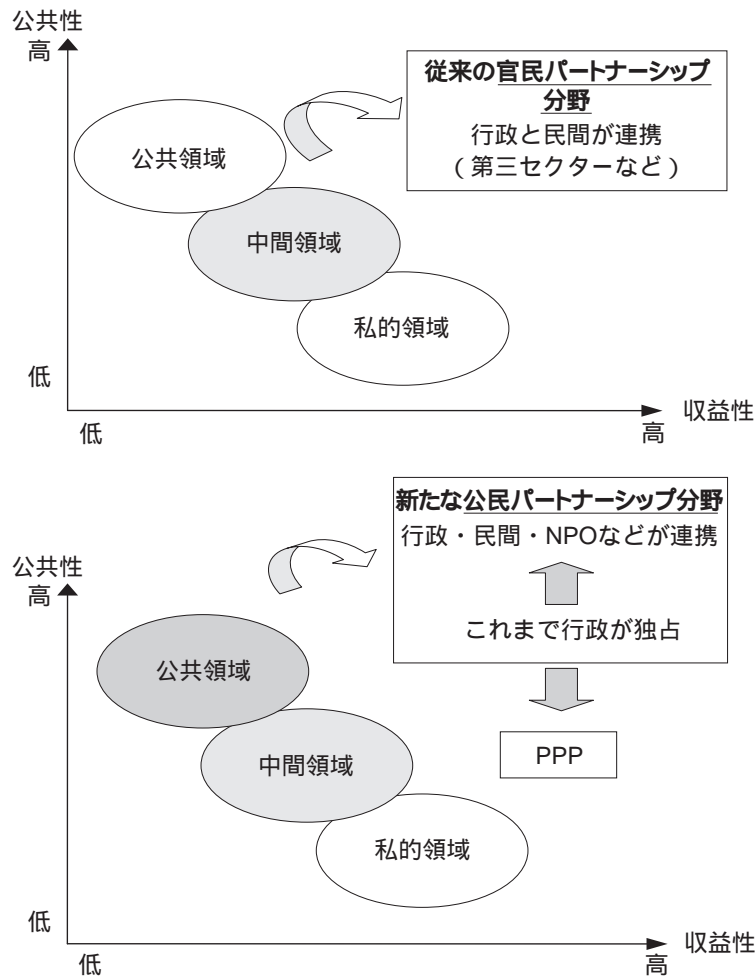 公共性
高
従来の官民パートナーシップ
分野
行政と民間が連携
（第三セクターなど）
公共領域
中間領域
私的領域
低
低
高
収益性
新たな公民パートナーシップ分野
行政・民間・NPOなどが連携
これまで行政が独占
公共性
高
公共領域
中間領域
PPP
私的領域
低
低
高
収益性